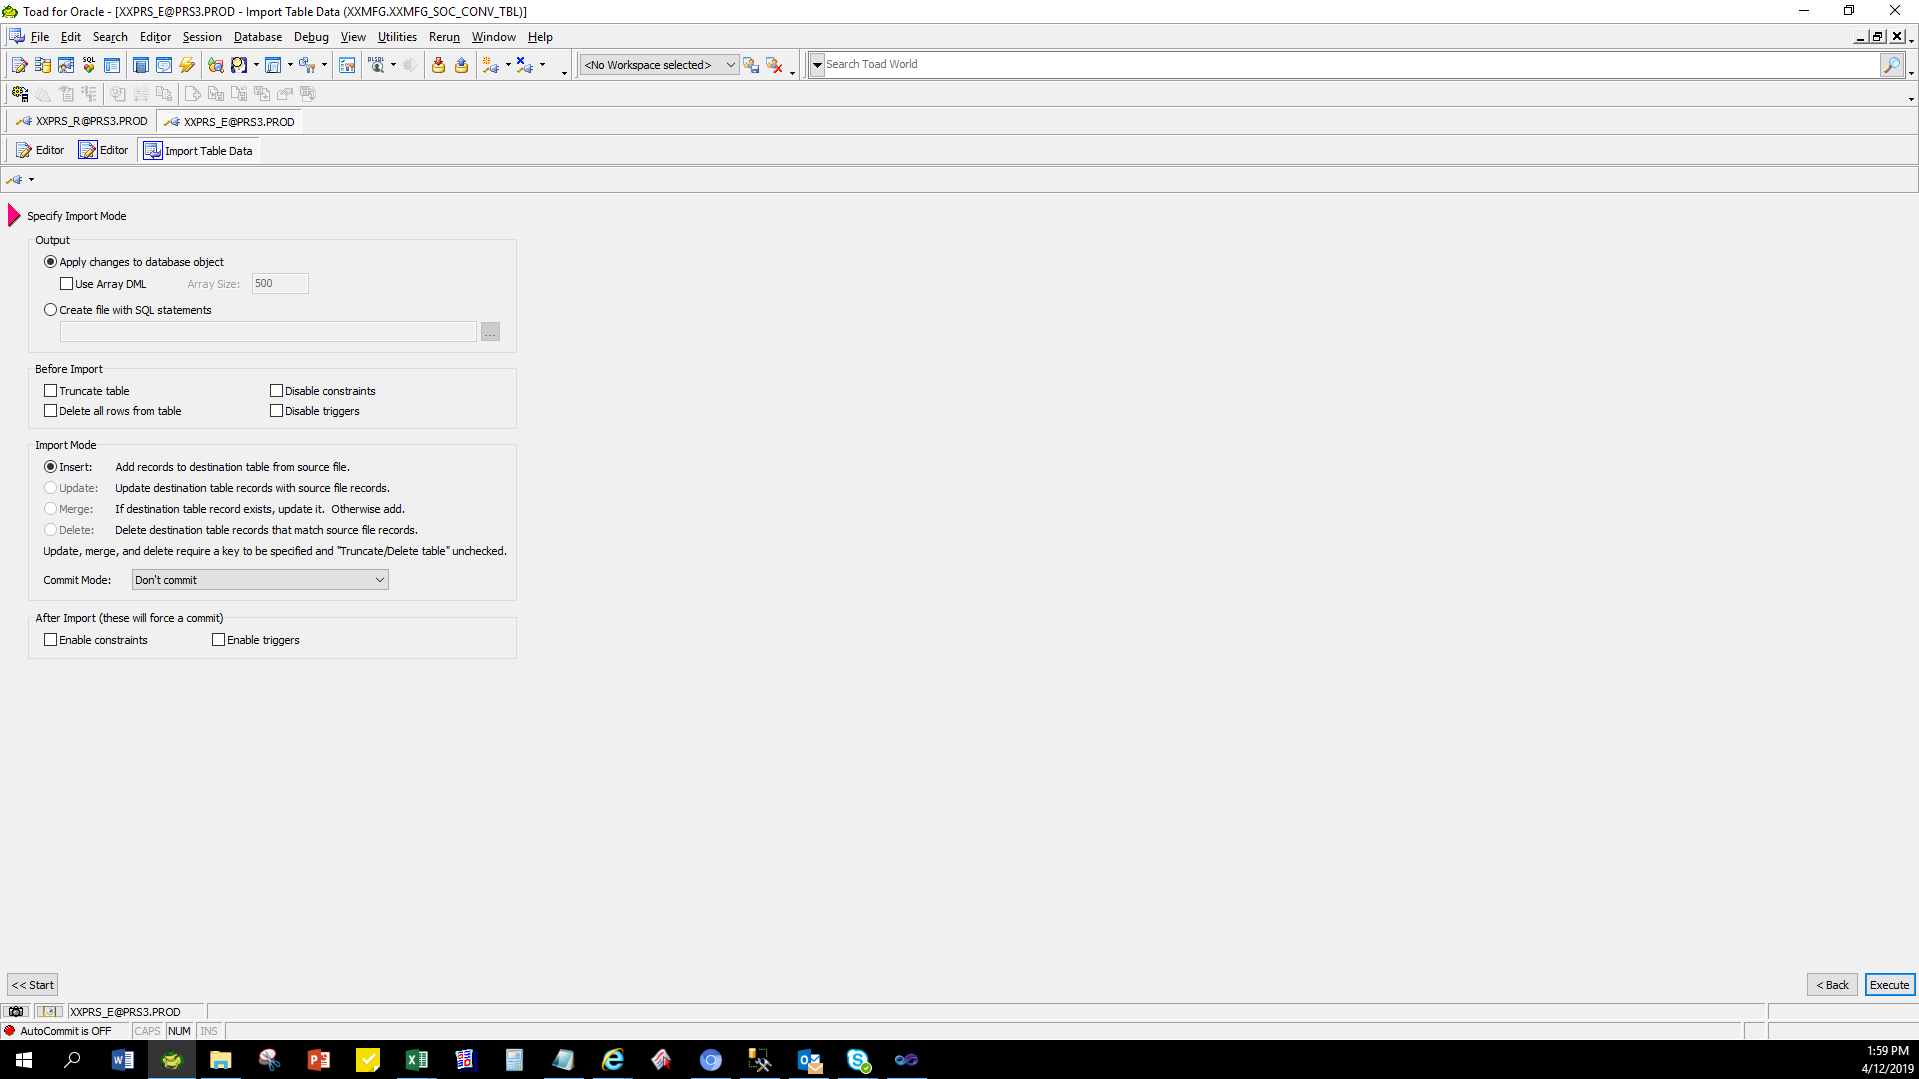 Toad for Oracle - [XXPRS_E@PRS3.PROD - Import Table Data (XXMFG.XXMFG_SOC_CONV_TBL)]
File Edit Search Editor Session Database Debug View Utilities Rerun Window Help
<No Workspace selected> Search Toad World
XXPRS_R@PRS3.PROD XXPRS_E@PRS3.PROD
Editor Editor Import Table Data
Specify Import Mode
Output
Apply changes to database object
Use Array DML Array Size: 500
Create file with SQL statements
...
Before Import
Truncate table Disable constraints
Delete all rows from table Disable triggers
Import Mode
Insert: Add records to destination table from source file.
Update: Update destination table records with source file records.
Merge: If destination table record exists, update it. Otherwise add.
Delete: Delete destination table records that match source file records.
Update, merge, and delete require a key to be specified and "Truncate/Delete table" unchecked.
Commit Mode: Don't commit
After Import (these will force a commit)
Enable constraints Enable triggers
<< Start < Back Execute
XXPRS_E@PRS3.PROD
AutoCommit is OFF CAPS NUM INS
1:59 PM
4/12/2019